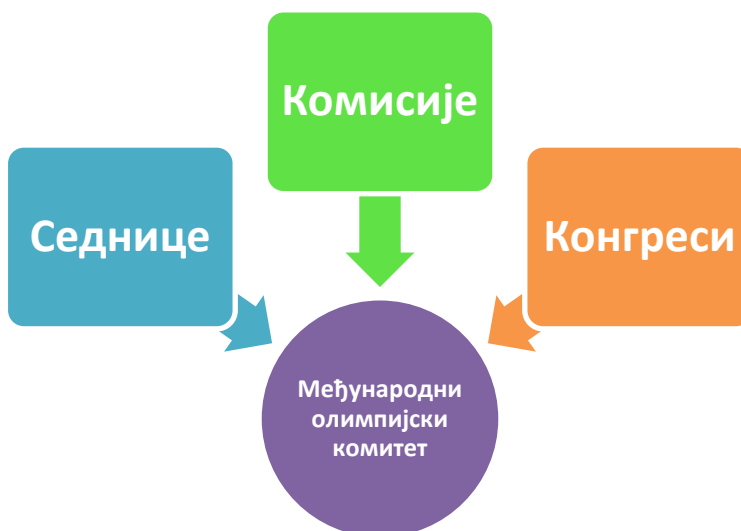 Комисије
Седнице
Конгреси
Међународни
олимпијски
комитет